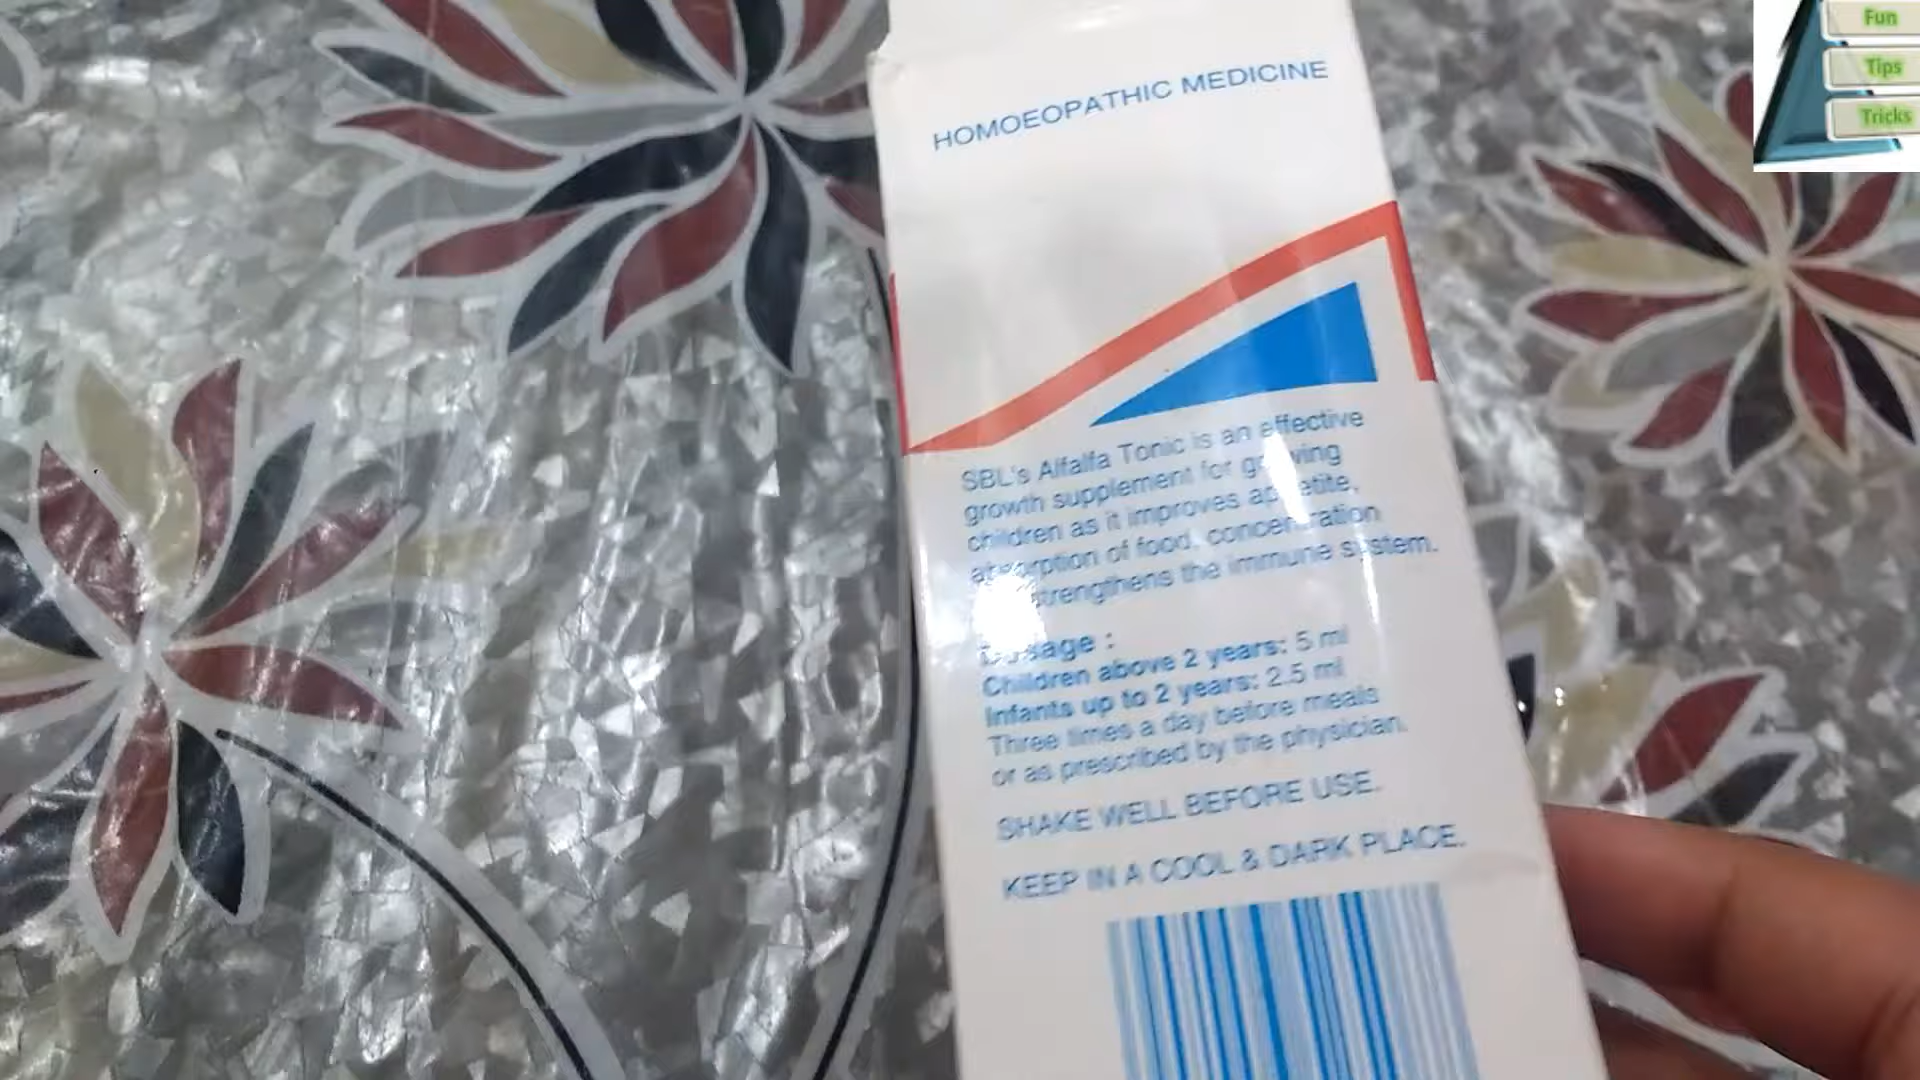 Fun
Tips
Tricks
HOMOEOPATHIC MEDICINE
SBL's Alfalfa Tonic is an effective
growth supplement for growing
children as it improves appetite,
absorption of food, concentration
strengthens the immune system.
Dosage :
Children above 2 years: 5 ml
Infants up to 2 years: 2.5 ml
Three times a day before meals
or as prescribed by the physician.
SHAKE WELL BEFORE USE.
KEEP IN A COOL & DARK PLACE.